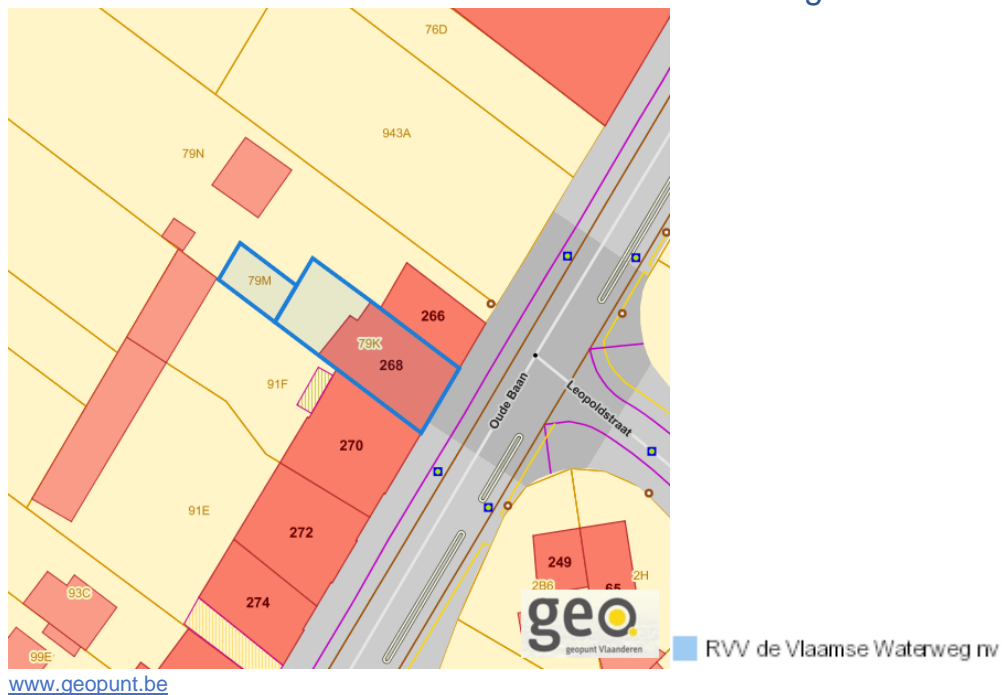 76D
943A
79N
79M
266
79K
268
91F
Oude Baan
Leopoldstraat
270
91E
272
249
2H
2B6
65
93C
274
99E
geo
geopunt Vlaanderen
RVV de Vlaamse Waterweg nv
www.geopunt.be